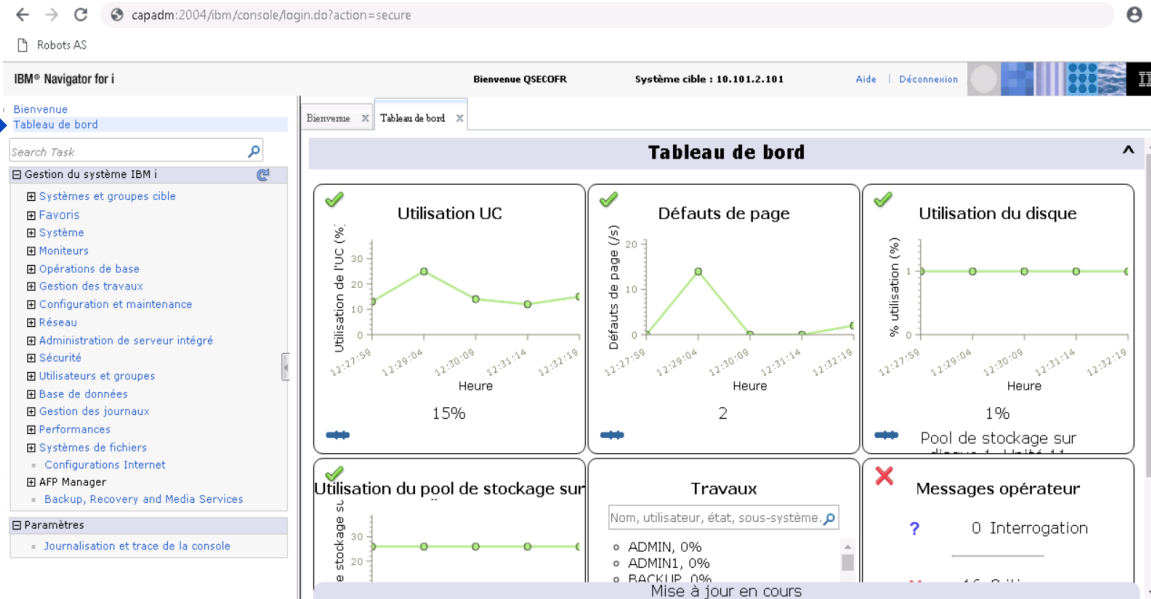 capadm:2004/ibm/console/login.do?action=secure
Robots AS
IBM® Navigator for i
Bienvenue QSECOFR
Système cible : 10.101.2.101
Aide | Déconnexion
Bienvenue
Tableau de bord
Search Task
Gestion du système IBM i
Systèmes et groupes cible
Favoris
Système
Moniteurs
Opérations de base
Gestion des travaux
Configuration et maintenance
Réseau
Administration de serveur intégré
Sécurité
Utilisateurs et groupes
Base de données
Gestion des journaux
Performances
Systèmes de fichiers
Configurations Internet
AFP Manager
Backup, Recovery and Media Services
Paramètres
Journalisation et trace de la console
Bienvenue X Tableau de bord X
Tableau de bord
Utilisation UC
Utilisation de l'UC (%
30
20
10
0
12:27:59 12:29:04 12:30:09 12:31:14 12:32:19
Heure
15%
Défauts de page
Défauts de page (/s)
20
10
0
12:27:59 12:29:04 12:30:09 12:31:14 12:32:19
Heure
2
Utilisation du disque
% utilisation (%)
1
0
12:27:59 12:29:04 12:30:09 12:31:14 12:32:19
Heure
1%
Pool de stockage sur
Utilisation du pool de stockage sur
e stockage su
30
20
Travaux
Nom, utilisateur, état, sous-système.
ADMIN, 0%
ADMIN1, 0%
BACKUP, 0%
Messages opérateur
? 0 Interrogation
Mise à jour en cours